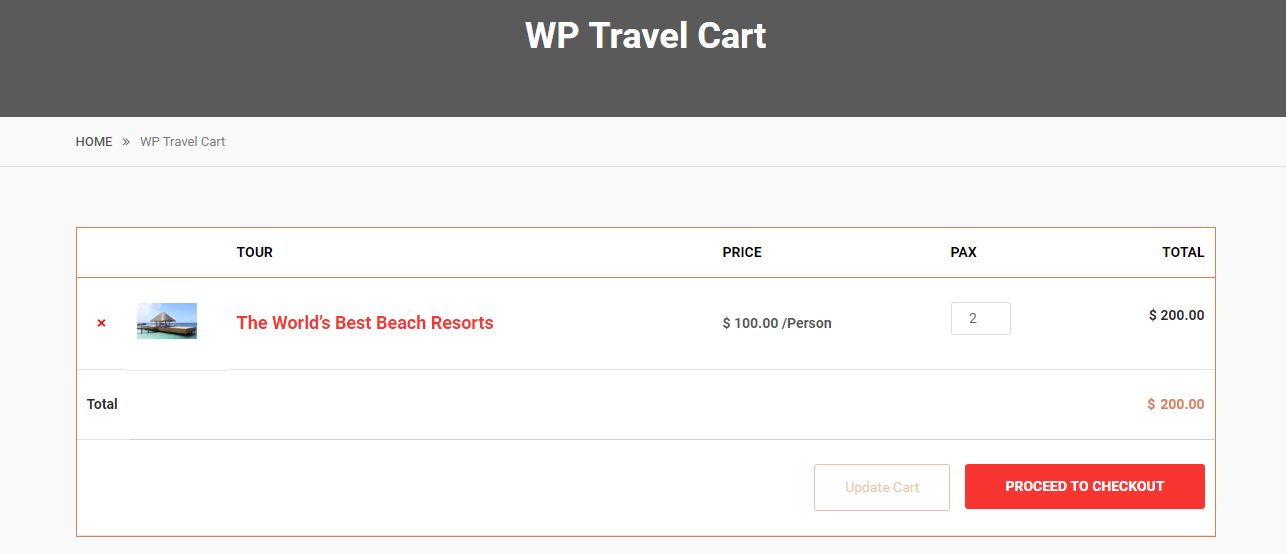 WP Travel Cart
HOME » WP Travel Cart
TOUR PRICE PAX TOTAL
× The World’s Best Beach Resorts $ 100.00 /Person 2 $ 200.00
Total $ 200.00
Update Cart PROCEED TO CHECKOUT